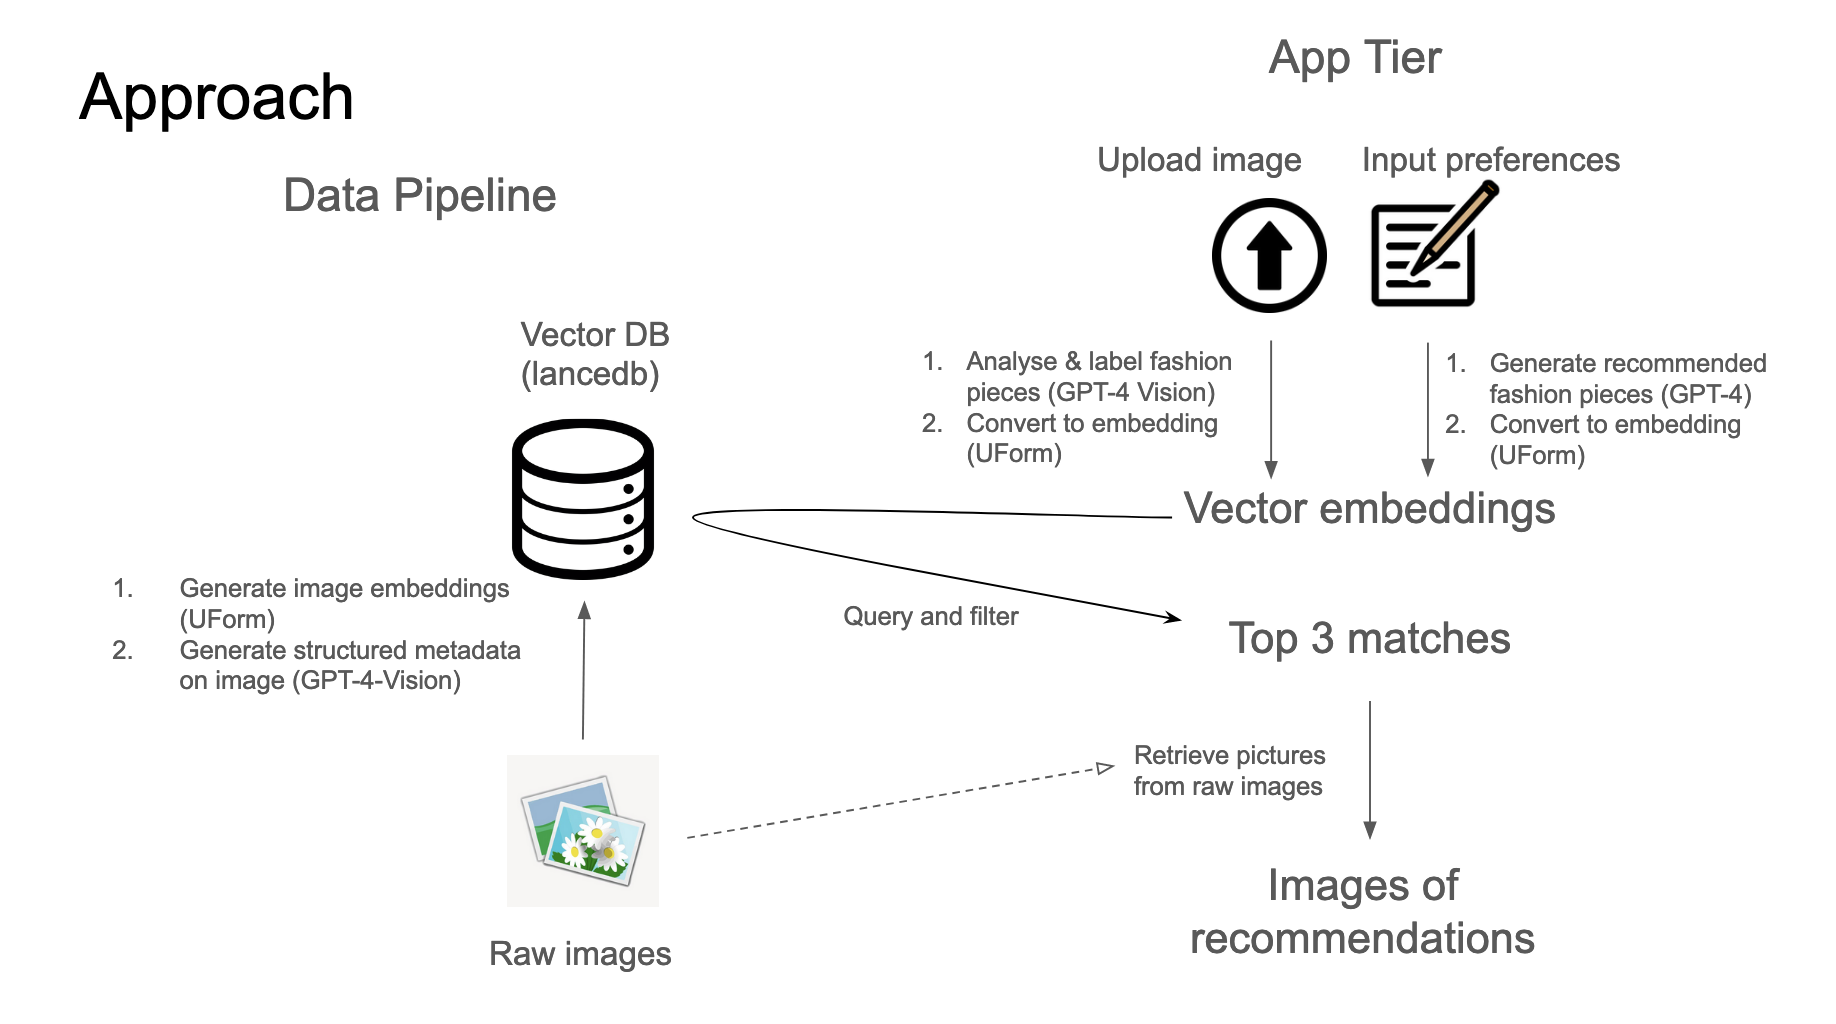 Approach
Data Pipeline
Vector DB
(lancedb)
1. Generate image embeddings
(UForm)
2. Generate structured metadata
on image (GPT-4-Vision)
Raw images
App Tier
Upload image
Input preferences
1. Analyse & label fashion
pieces (GPT-4 Vision)
2. Convert to embedding
(UForm)
1. Generate recommended
fashion pieces (GPT-4)
2. Convert to embedding
(UForm)
Vector embeddings
Query and filter
Top 3 matches
Retrieve pictures
from raw images
Images of
recommendations